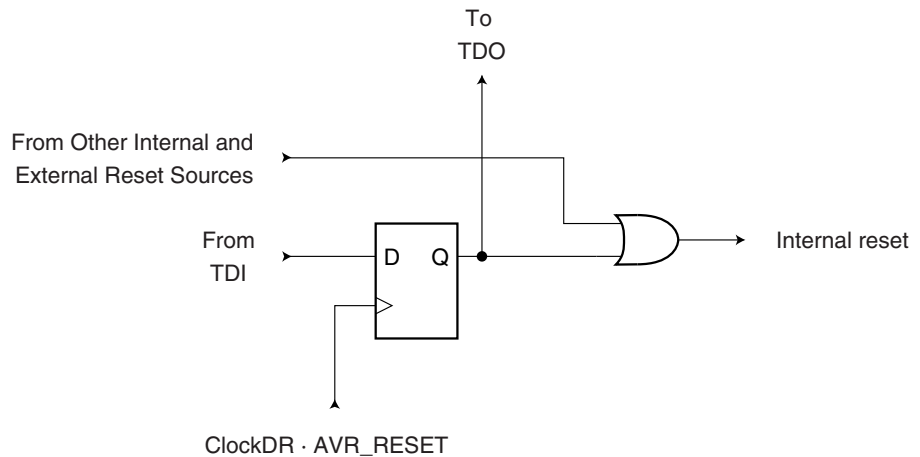 To
TDO
From Other Internal and
External Reset Sources
From
TDI
D Q
Internal reset
ClockDR · AVR_RESET